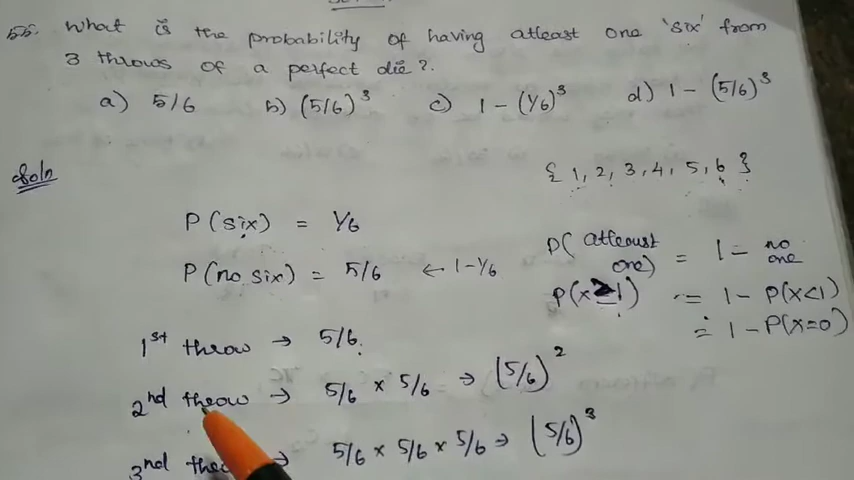 55. What is the probability of having atleast one 'six' from
3 throws of a perfect die?.
a) 5/6 b) (5/6)³ c) 1 - (1/6)³ d) 1 - (5/6)³
Soln
{ 1, 2, 3, 4, 5, 6 }
P(six) = 1/6
P(no six) = 5/6 ← 1-1/6
P( atleast one) = 1 - no one
P(x≥1) = 1 - P(x<1)
= 1 - P(x=0)
1st throw → 5/6.
2nd throw → 5/6 × 5/6 → (5/6)²
3nd thro → 5/6 × 5/6 × 5/6 → (5/6)³